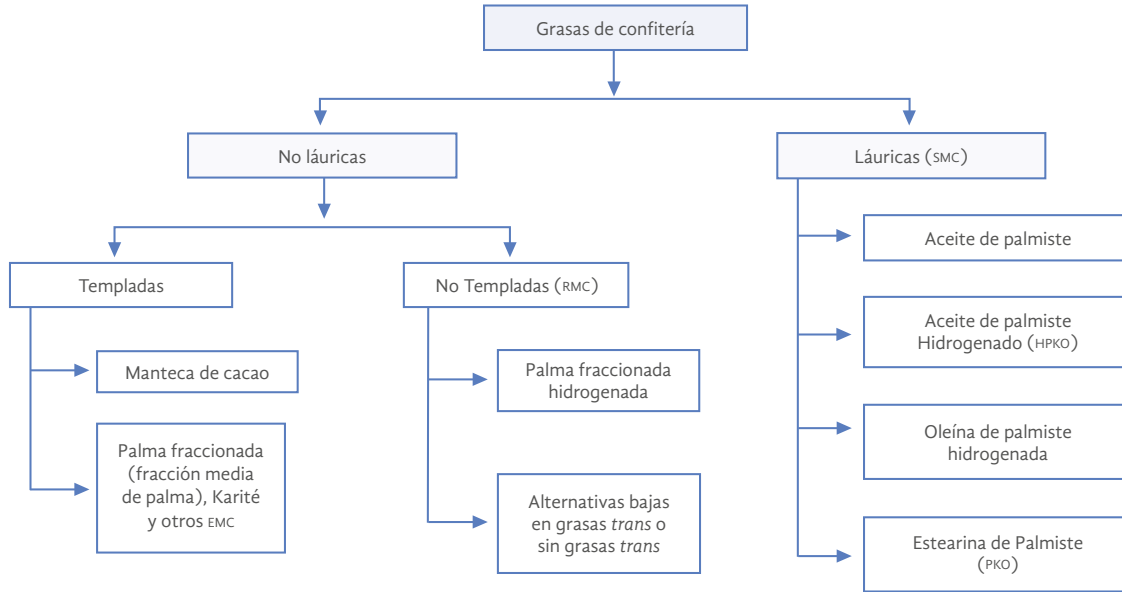 Grasas de confitería
No láuricas
Láuricas (SMC)
Templadas
No Templadas (RMC)
Manteca de cacao
Palma fraccionada
(fracción media
de palma), Karité
y otros EMC
Palma fraccionada
hidrogenada
Alternativas bajas
en grasas trans o
sin grasas trans
Aceite de palmiste
Aceite de palmiste
Hidrogenado (HPKO)
Oleína de palmiste
hidrogenada
Estearina de Palmiste
(PKO)